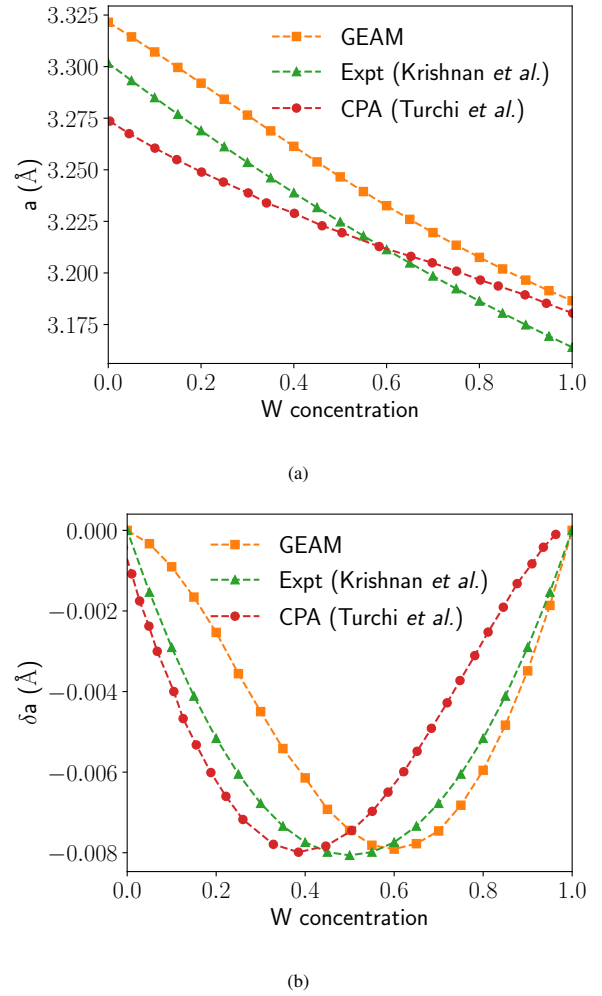 3.325
3.300
3.275
3.250
3.225
3.200
3.175
a (Å)
GEAM
Expt (Krishnan et al.)
CPA (Turchi et al.)
0.0 0.2 0.4 0.6 0.8 1.0
W concentration
(a)
0.000
−0.002
−0.004
−0.006
−0.008
δa (Å)
GEAM
Expt (Krishnan et al.)
CPA (Turchi et al.)
0.0 0.2 0.4 0.6 0.8 1.0
W concentration
(b)